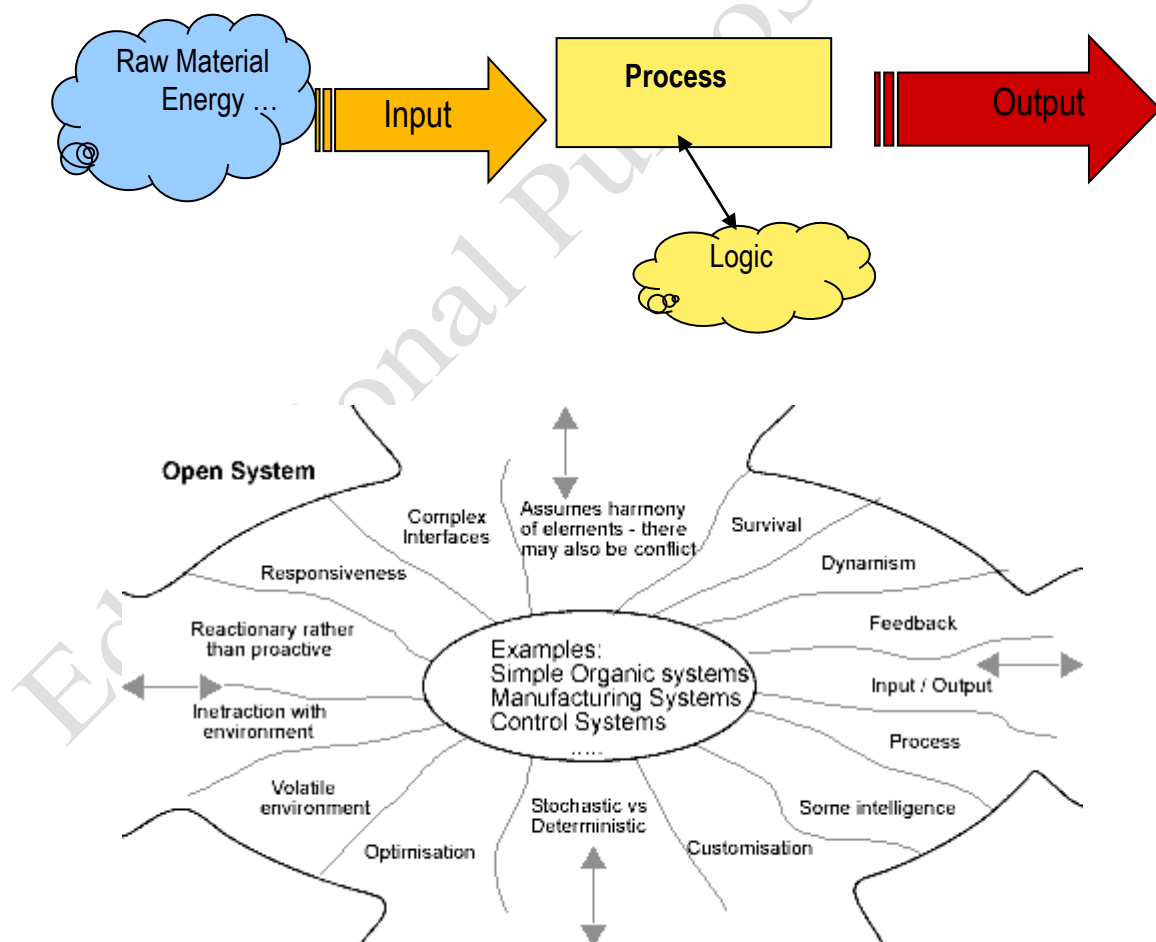 Raw Material
Energy ...
Input
Process
Output
Logic
Open System
Complex
Interfaces
Assumes harmony
of elements - there
may also be conflict
Survival
Responsiveness
Dynamism
Reactionary rather
than proactive
Feedback
Examples:
Simple Organic systems
Manufacturing Systems
Control Systems
.....
Input / Output
Inetraction with
environment
Process
Volatile
environment
Stochastic vs
Deterministic
Some intelligence
Optimisation
Customisation